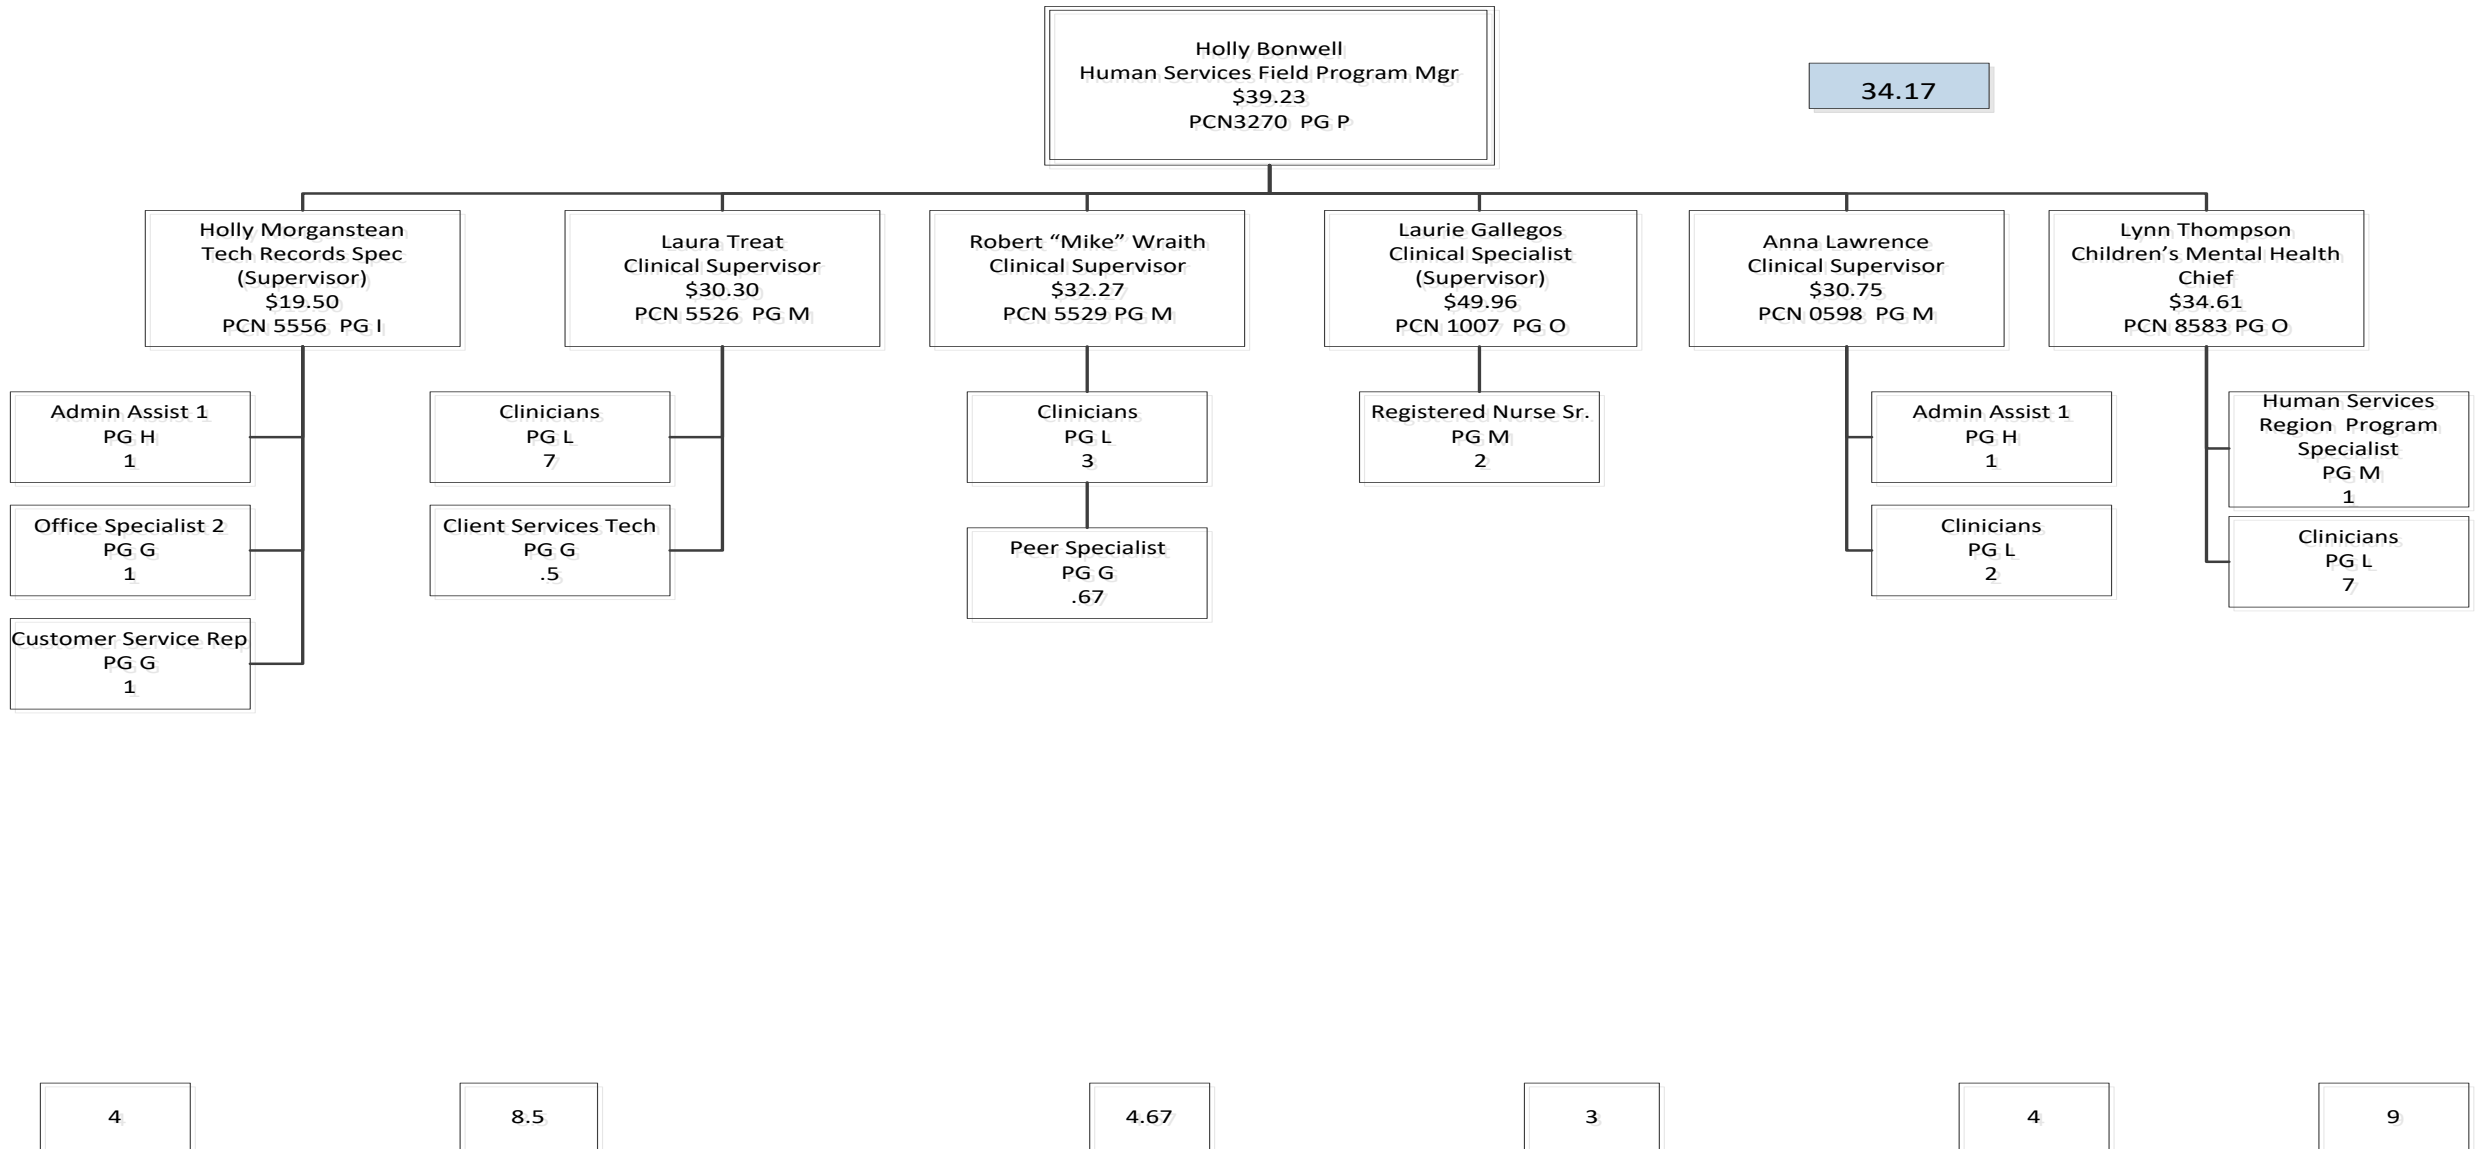 Holly Bonwell
Human Services Field Program Mgr
$39.23
PCN3270 PG P
34.17
Holly Morganstean
Tech Records Spec
(Supervisor)
$19.50
PCN 5556 PG I
Laura Treat
Clinical Supervisor
$30.30
PCN 5526 PG M
Robert “Mike” Wraith
Clinical Supervisor
$32.27
PCN 5529 PG M
Laurie Gallegos
Clinical Specialist
(Supervisor)
$49.96
PCN 1007 PG O
Anna Lawrence
Clinical Supervisor
$30.75
PCN 0598 PG M
Lynn Thompson
Children’s Mental Health
Chief
$34.61
PCN 8583 PG O
Admin Assist 1
PG H
1
Clinicians
PG L
7
Clinicians
PG L
3
Registered Nurse Sr.
PG M
2
Admin Assist 1
PG H
1
Human Services
Region Program
Specialist
PG M
1
Office Specialist 2
PG G
1
Client Services Tech
PG G
.5
Peer Specialist
PG G
.67
Clinicians
PG L
2
Clinicians
PG L
7
Customer Service Rep
PG G
1
4
8.5
4.67
3
4
9